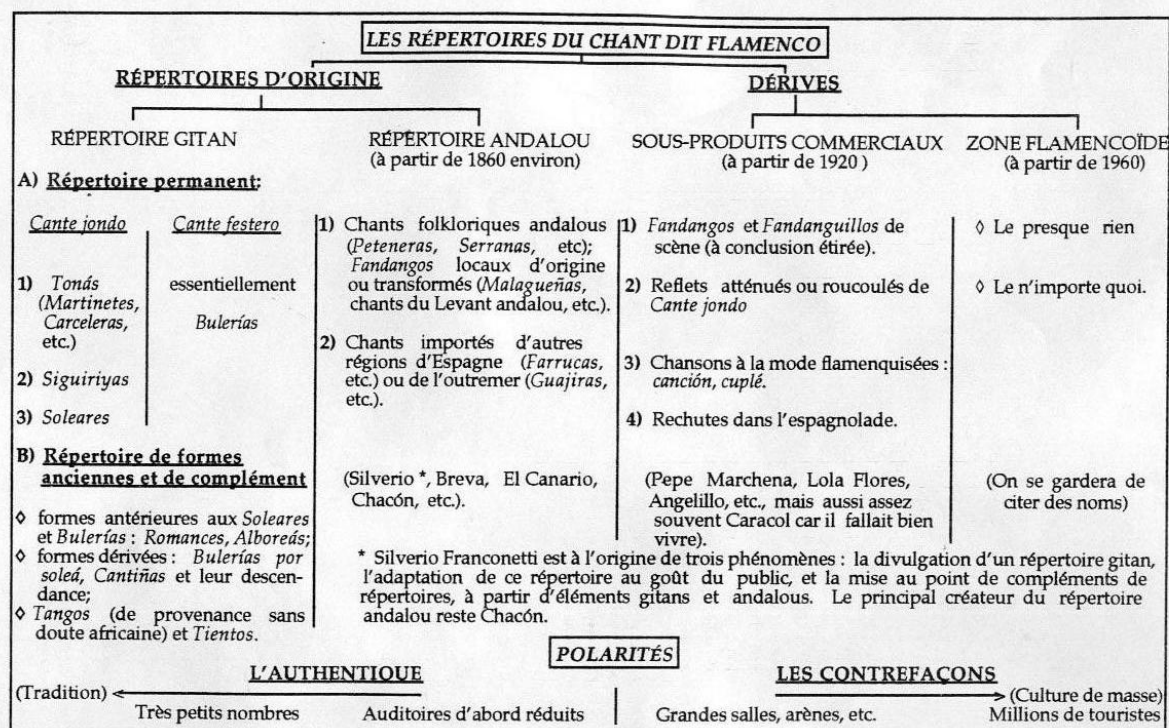 LES RÉPERTOIRES DU CHANT DIT FLAMENCO
RÉPERTOIRES D'ORIGINE
DÉRIVES
RÉPERTOIRE GITAN
RÉPERTOIRE ANDALOU
(à partir de 1860 environ)
SOUS-PRODUITS COMMERCIAUX
(à partir de 1920 )
ZONE FLAMENCOÏDE
(à partir de 1960)
A) Répertoire permanent:
Cante jondo
1) Tonás
(Martinetes,
Carceleras,
etc.)
2) Siguiriyas
3) Soleares
Cante festero
essentiellement
Bulerías
B) Répertoire de formes
anciennes et de complément
◊ formes antérieures aux Soleares
et Bulerías : Romances, Alboreás;
◊ formes dérivées : Bulerías por
soleá, Cantiñas et leur descen-
dance;
◊ Tangos (de provenance sans
doute africaine) et Tientos.
1) Chants folkloriques andalous
(Peteneras, Serranas, etc);
Fandangos locaux d'origine
ou transformés (Malagueñas,
chants du Levant andalou, etc.).
2) Chants importés d'autres
régions d'Espagne (Farrucas,
etc.) ou de l'outremer (Guajiras,
etc.).
(Silverio *, Breva, El Canario,
Chacón, etc.).
1) Fandangos et Fandanguillos de
scène (à conclusion étirée).
2) Reflets atténués ou roucoulés de
Cante jondo
3) Chansons à la mode flamenquisées :
canción, cuplé.
4) Rechutes dans l'espagnolade.
(Pepe Marchena, Lola Flores,
Angelillo, etc., mais aussi assez
souvent Caracol car il fallait bien
vivre).
◊ Le presque rien
◊ Le n'importe quoi.
(On se gardera de
citer des noms)
* Silverio Franconetti est à l'origine de trois phénomènes : la divulgation d'un répertoire gitan,
l'adaptation de ce répertoire au goût du public, et la mise au point de compléments de
répertoires, à partir d'éléments gitans et andalous. Le principal créateur du répertoire
andalou reste Chacón.
POLARITÉS
L'AUTHENTIQUE
LES CONTREFAÇONS
(Tradition)
(Culture de masse)
Très petits nombres
Auditoires d'abord réduits
Grandes salles, arènes, etc.
Millions de touristes